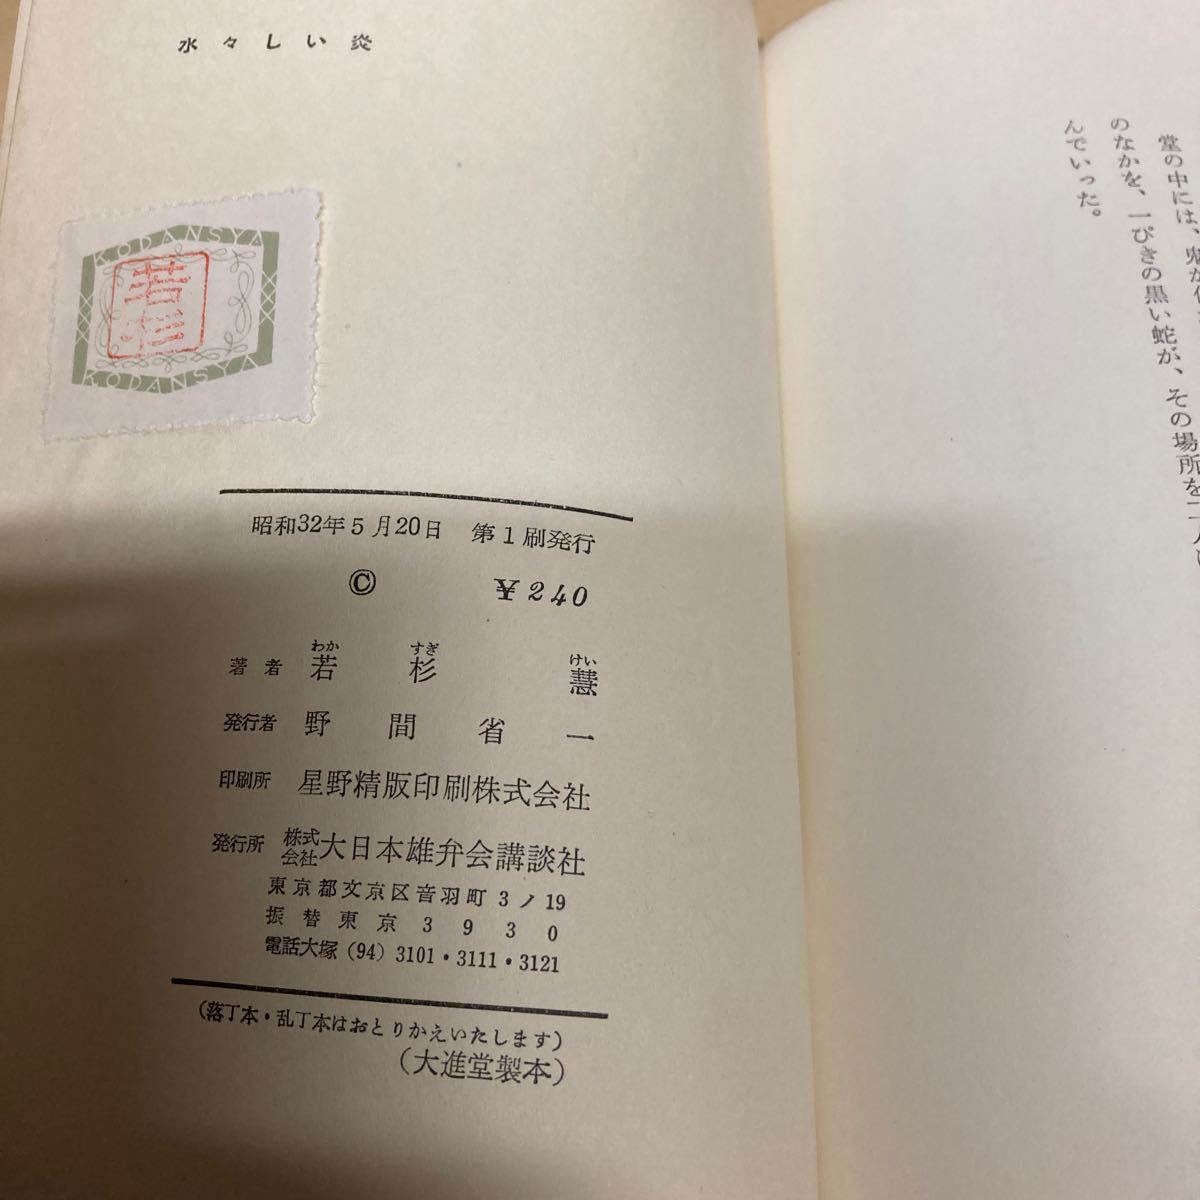 水々しい炎
KODANSYA
若杉
KODANSYA
昭和32年5月20日 第1刷発行
© ¥240
わか すぎ けい
著者 若杉 慧
発行者 野間省一
印刷所 星野精版印刷株式会社
発行所 株式会社 大日本雄弁会講談社
東京都文京区音羽町3ノ19
振替東京3930
電話大塚(94)3101・3111・3121
(落丁本・乱丁本はおとりかえいたします)
(大進堂製本)
堂の中には、鬼が
のなかを、一ぴきの黒い蛇が、その場所を
んでいった。